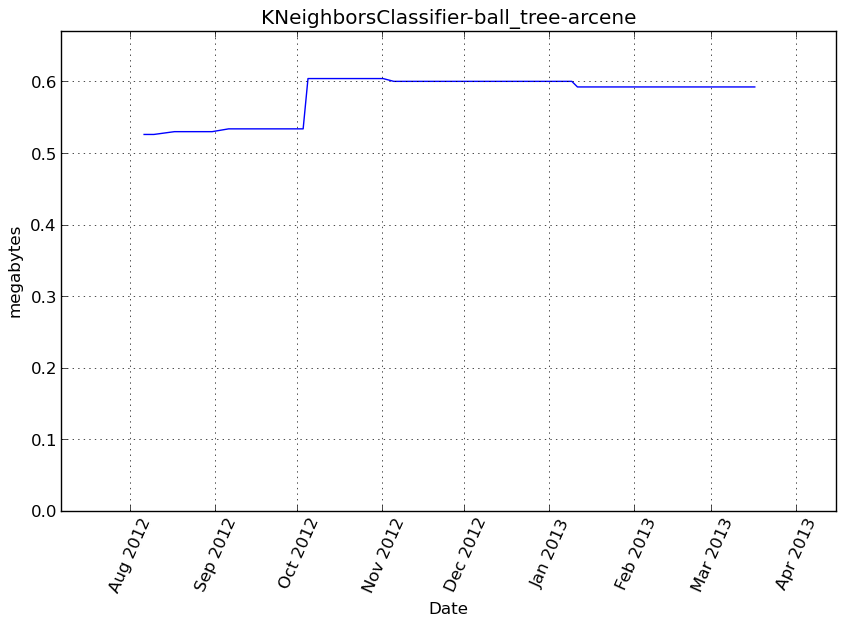 KNeighborsClassifier-ball_tree-arcene
0.6
0.5
0.4
0.3
0.2
0.1
0.0
megabytes
Aug 2012
Sep 2012
Oct 2012
Nov 2012
Dec 2012
Jan 2013
Feb 2013
Mar 2013
Apr 2013
Date